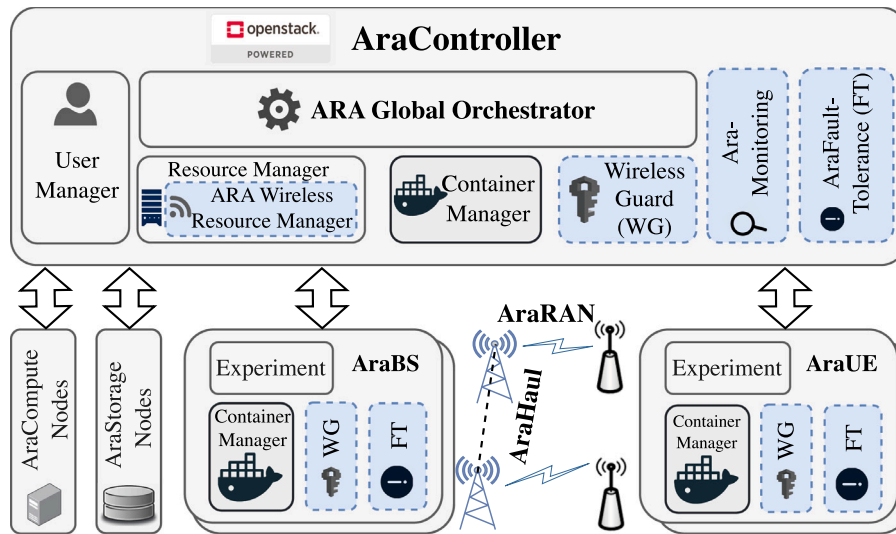 openstack.
POWERED
AraController
User
Manager
ARA Global Orchestrator
Resource Manager
ARA Wireless
Resource Manager
Container
Manager
Wireless
Guard
(WG)
Ara-
Monitoring
AraFault-
Tolerance (FT)
AraCompute
Nodes
AraStorage
Nodes
Experiment
AraBS
Container
Manager
WG
FT
AraRAN
AraHaul
Experiment
AraUE
Container
Manager
WG
FT